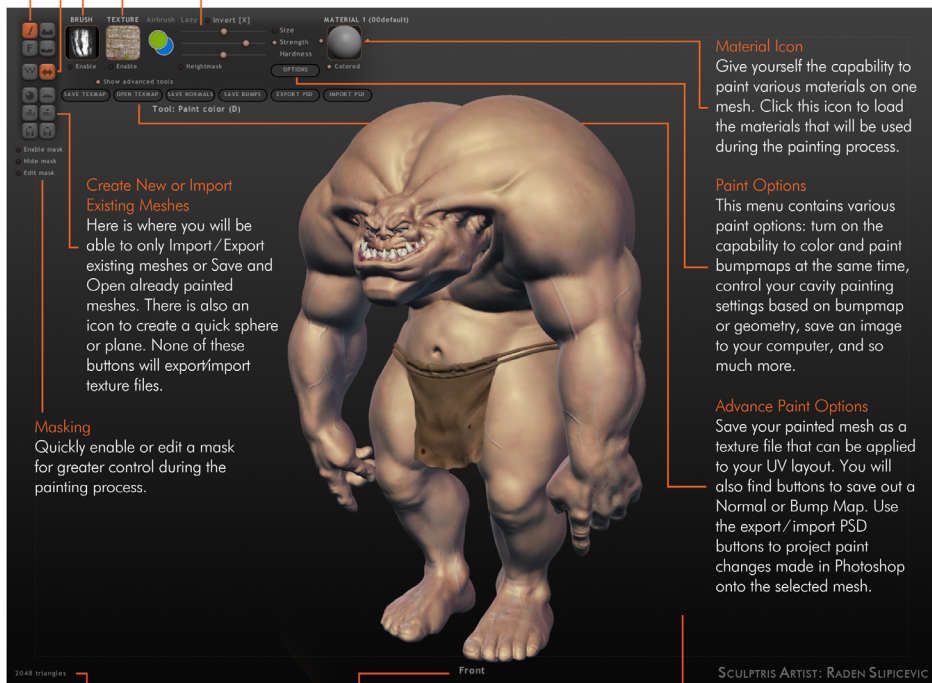 BRUSH TEXTURE Airbrush Lazy Invert [X] MATERIAL 1 (00default)
Size
Strength
Hardness
Enable Enable Heightmask OPTIONS Colored
Show advanced tools
SAVE TEXMAP OPEN TEXMAP SAVE NORMALS SAVE BUMPS EXPORT PSD IMPORT PSD
Tool: Paint color (D)
Enable mask
Hide mask
Edit mask
Create New or Import
Existing Meshes
Here is where you will be
able to only Import/Export
existing meshes or Save and
Open already painted
meshes. There is also an
icon to create a quick sphere
or plane. None of these
buttons will export/import
texture files.
Masking
Quickly enable or edit a mask
for greater control during the
painting process.
Material Icon
Give yourself the capability to
paint various materials on one
mesh. Click this icon to load
the materials that will be used
during the painting process.
Paint Options
This menu contains various
paint options: turn on the
capability to color and paint
bumpmaps at the same time,
control your cavity painting
settings based on bumpmap
or geometry, save an image
to your computer, and so
much more.
Advance Paint Options
Save your painted mesh as a
texture file that can be applied
to your UV layout. You will
also find buttons to save out a
Normal or Bump Map. Use
the export/import PSD
buttons to project paint
changes made in Photoshop
onto the selected mesh.
2048 triangles
Front
SCULPTRIS ARTIST: RADEN SLIPICEVIC